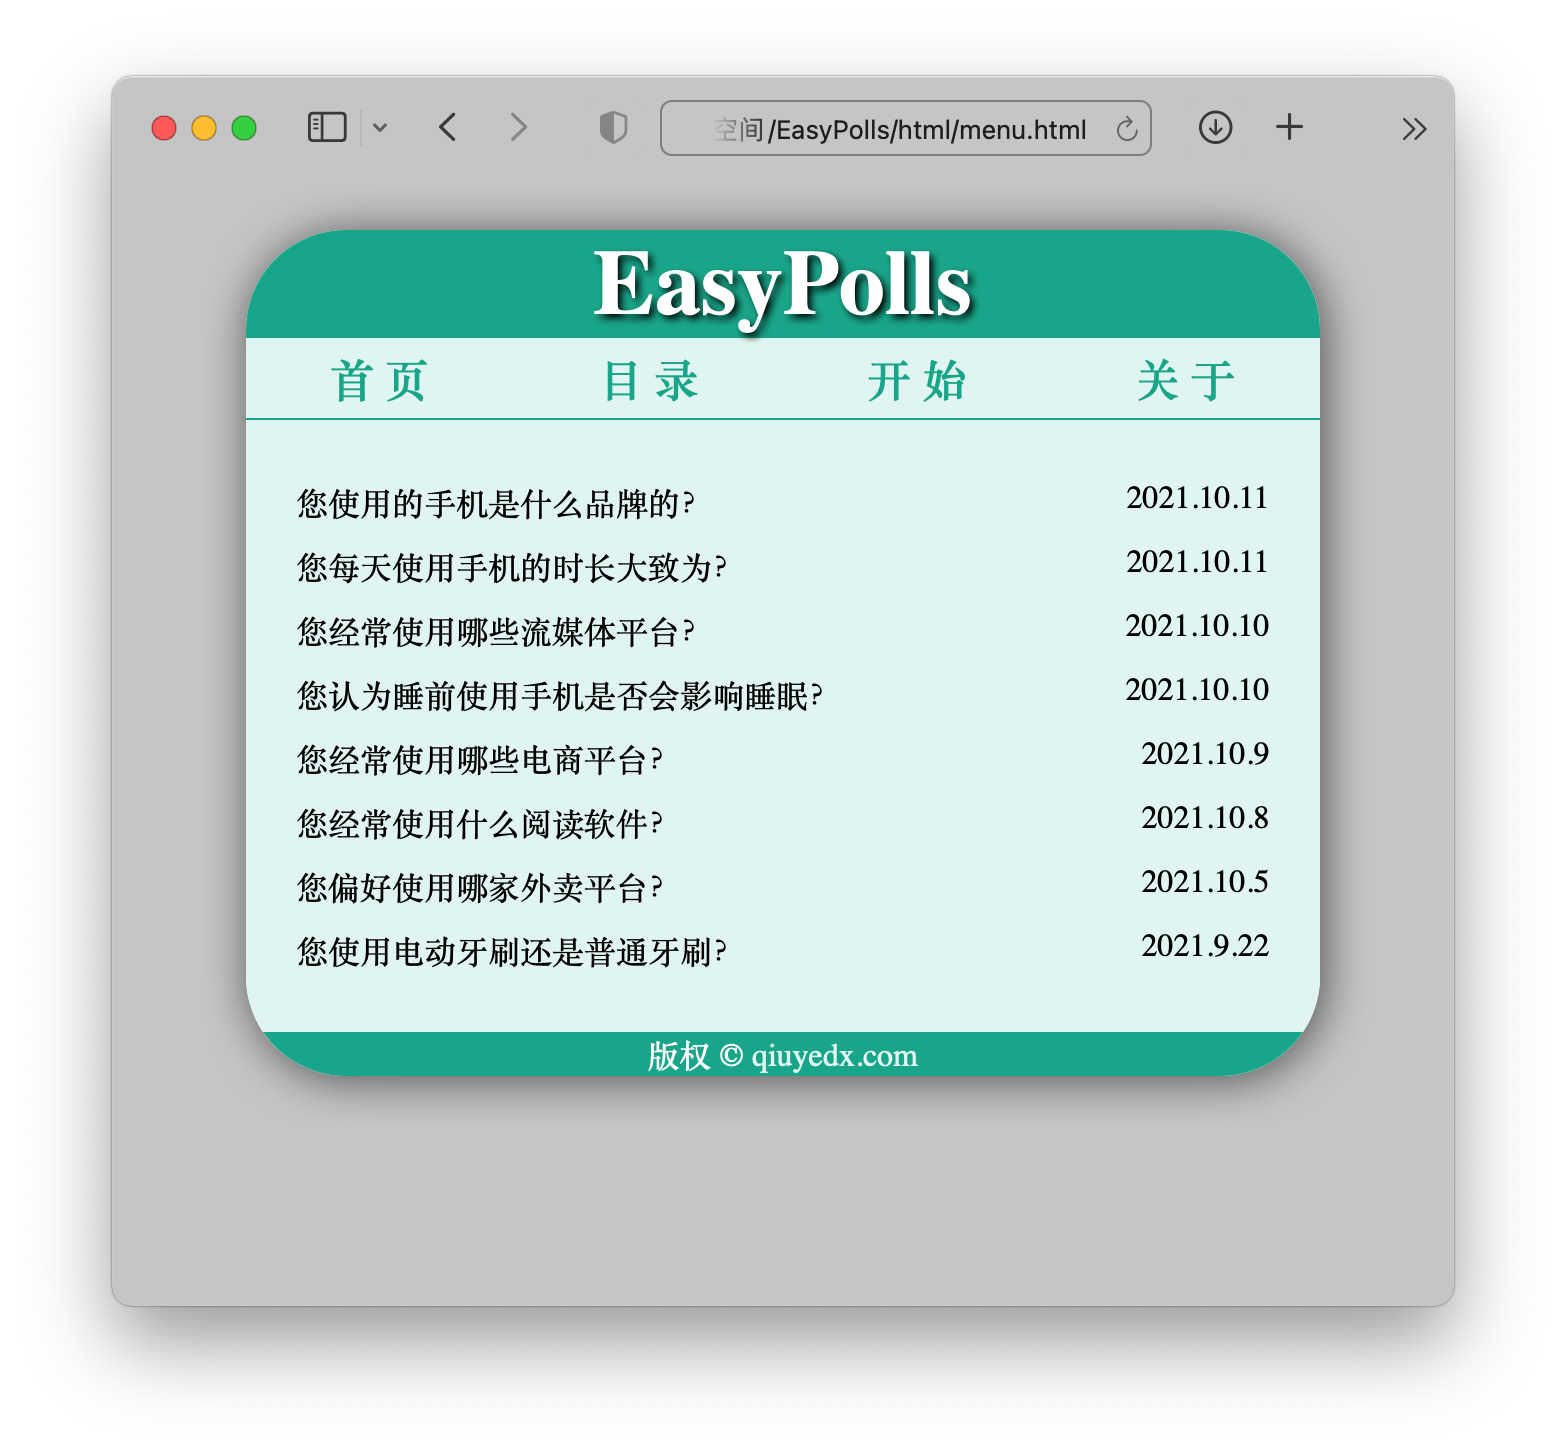 空间/EasyPolls/html/menu.html
EasyPolls
首页 目录 开始 关于
您使用的手机是什么品牌的? 2021.10.11
您每天使用手机的时长大致为? 2021.10.11
您经常使用哪些流媒体平台? 2021.10.10
您认为睡前使用手机是否会影响睡眠? 2021.10.10
您经常使用哪些电商平台? 2021.10.9
您经常使用什么阅读软件? 2021.10.8
您偏好使用哪家外卖平台? 2021.10.5
您使用电动牙刷还是普通牙刷? 2021.9.22
版权 © qiuyedx.com